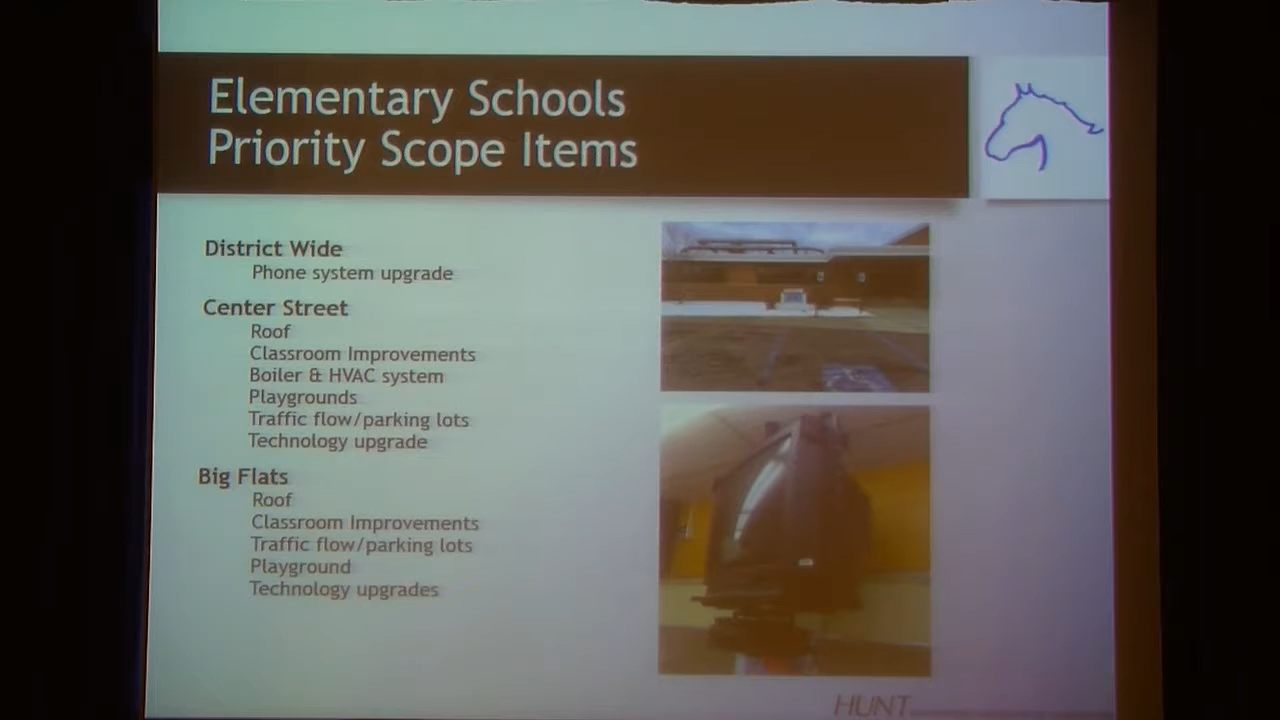 Elementary Schools
Priority Scope Items
District Wide
Phone system upgrade
Center Street
Roof
Classroom Improvements
Boiler & HVAC system
Playgrounds
Traffic flow/parking lots
Technology upgrade
Big Flats
Roof
Classroom Improvements
Traffic flow/parking lots
Playground
Technology upgrades
HUNT